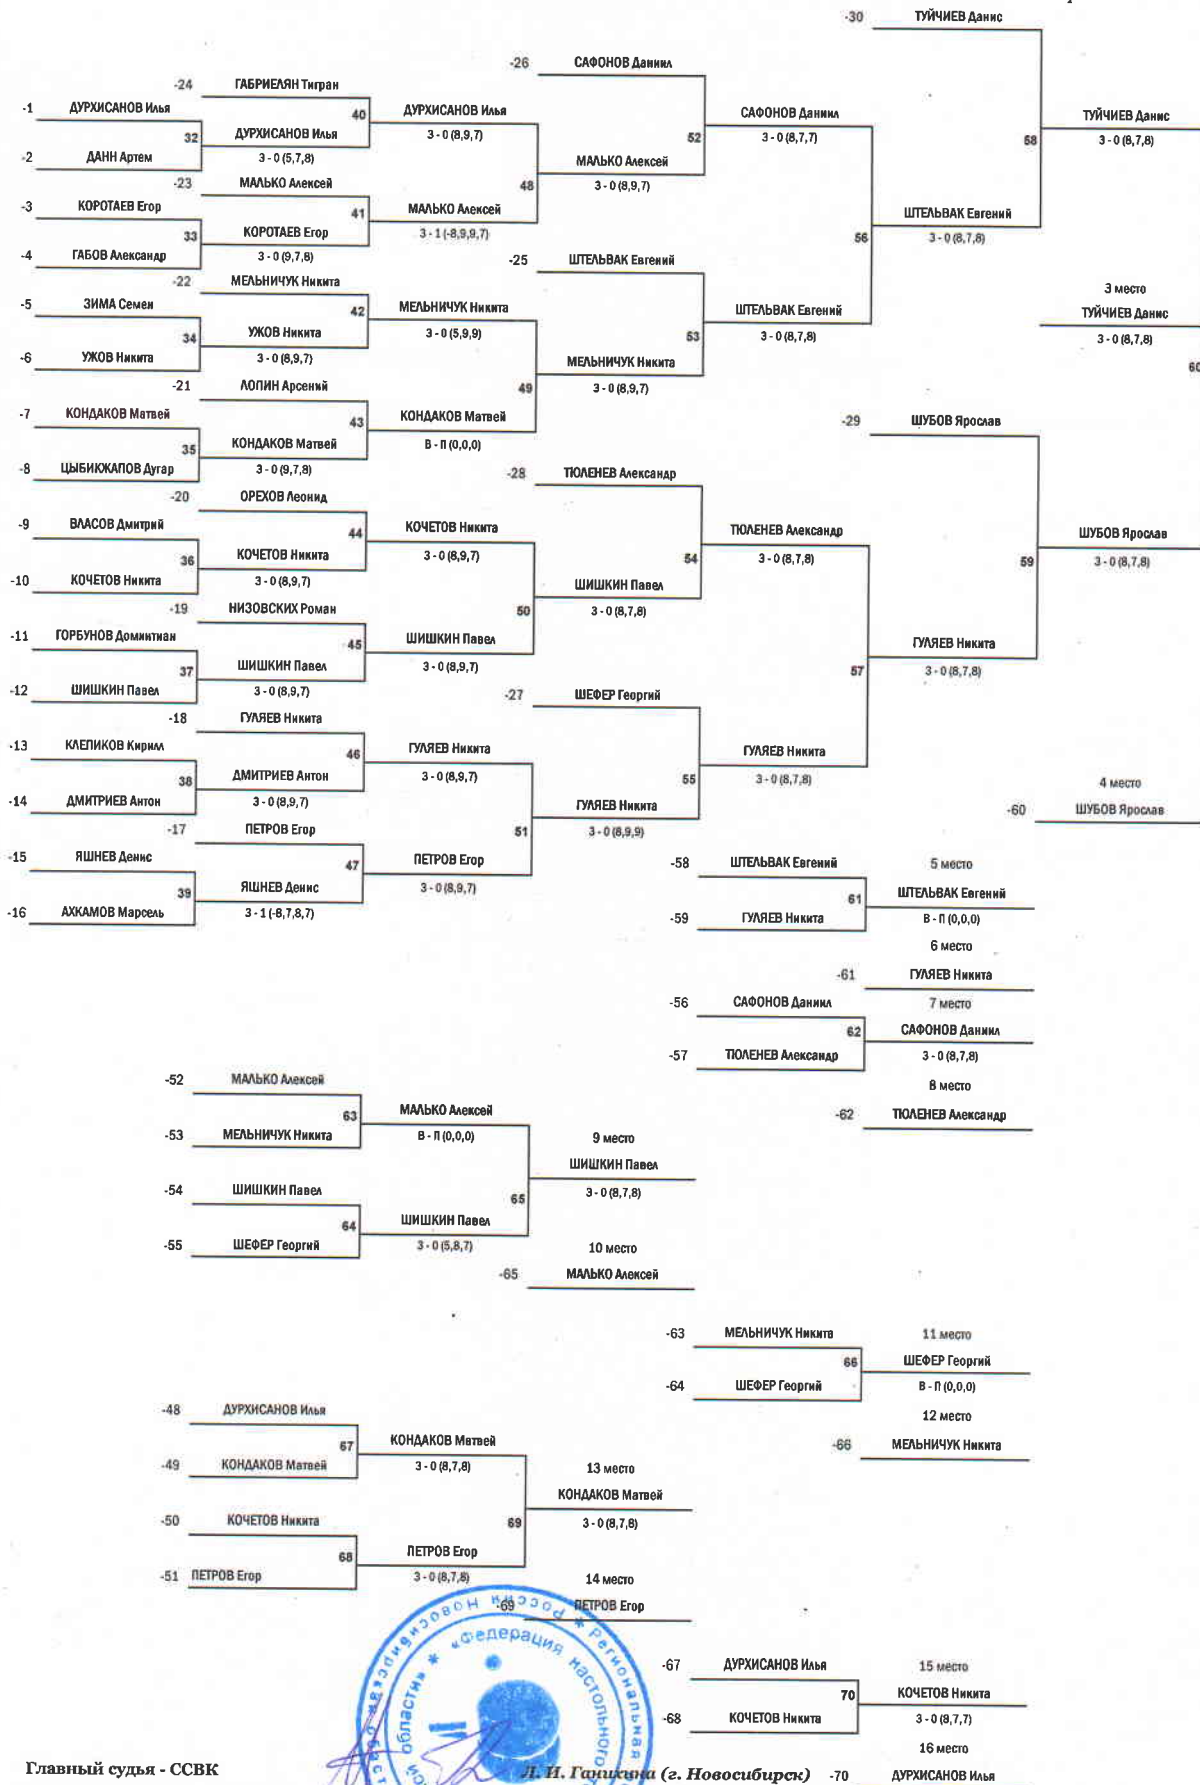 -30 ТУЙЧИЕВ Данис
-26 САФОНОВ Даниил
-24 ГАБРИЕЛЯН Тигран
-1 ДУРХИСАНОВ Илья
40 ДУРХИСАНОВ Илья
3 - 0 (8,9,7)
САФОНОВ Даниил
3 - 0 (8,7,7)
ТУЙЧИЕВ Данис
3 - 0 (8,7,8)
32 ДУРХИСАНОВ Илья
3 - 0 (5,7,8)
52
58
-2 ДАНН Артем
МАЛЬКО Алексей
3 - 0 (8,9,7)
-23 МАЛЬКО Алексей
48
-3 КОРОТАЕВ Егор
41 МАЛЬКО Алексей
3 - 1 (-8,9,9,7)
ШТЕЛЬВАК Евгений
3 - 0 (8,7,8)
33 КОРОТАЕВ Егор
3 - 0 (9,7,8)
56
-4 ГАБОВ Александр
-25 ШТЕЛЬВАК Евгений
-22 МЕЛЬНИЧУК Никита
3 место
-5 ЗИМА Семен
42 МЕЛЬНИЧУК Никита
3 - 0 (5,9,9)
ШТЕЛЬВАК Евгений
3 - 0 (8,7,8)
ТУЙЧИЕВ Данис
3 - 0 (8,7,8)
34 УЖОВ Никита
3 - 0 (8,9,7)
53
-6 УЖОВ Никита
МЕЛЬНИЧУК Никита
3 - 0 (8,9,7)
60
-21 ЛОПИН Арсений
49
-7 КОНДАКОВ Матвей
43 КОНДАКОВ Матвей
В - П (0,0,0)
-29 ШУБОВ Ярослав
35 КОНДАКОВ Матвей
3 - 0 (9,7,8)
-8 ЦЫБИКЖАПОВ Дугар
-28 ТЮЛЕНЕВ Александр
-20 ОРЕХОВ Леонид
-9 ВЛАСОВ Дмитрий
44 КОЧЕТОВ Никита
3 - 0 (8,9,7)
ТЮЛЕНЕВ Александр
3 - 0 (8,7,8)
ШУБОВ Ярослав
3 - 0 (8,7,8)
36 КОЧЕТОВ Никита
3 - 0 (8,9,7)
54
59
-10 КОЧЕТОВ Никита
ШИШКИН Павел
3 - 0 (8,7,8)
-19 НИЗОВСКИХ Роман
50
-11 ГОРБУНОВ Доминтиан
45 ШИШКИН Павел
3 - 0 (8,9,7)
ГУЛЯЕВ Никита
3 - 0 (8,7,8)
37 ШИШКИН Павел
3 - 0 (8,9,7)
57
-12 ШИШКИН Павел
-27 ШЕФЕР Георгий
-18 ГУЛЯЕВ Никита
-13 КЛЕПИКОВ Кирилл
46 ГУЛЯЕВ Никита
3 - 0 (8,9,7)
ГУЛЯЕВ Никита
3 - 0 (8,7,8)
38 ДМИТРИЕВ Антон
3 - 0 (8,9,7)
55
4 место
-14 ДМИТРИЕВ Антон
ГУЛЯЕВ Никита
3 - 0 (8,9,9)
-60 ШУБОВ Ярослав
-17 ПЕТРОВ Егор
51
-15 ЯШНЕВ Денис
47 ПЕТРОВ Егор
3 - 0 (8,9,7)
-58 ШТЕЛЬВАК Евгений
5 место
39 ЯШНЕВ Денис
3 - 1 (-8,7,8,7)
61 ШТЕЛЬВАК Евгений
В - П (0,0,0)
-16 АХКАМОВ Марсель
-59 ГУЛЯЕВ Никита
6 место
-61 ГУЛЯЕВ Никита
-56 САФОНОВ Даниил
7 место
62 САФОНОВ Даниил
3 - 0 (8,7,8)
-57 ТЮЛЕНЕВ Александр
8 место
-62 ТЮЛЕНЕВ Александр
-52 МАЛЬКО Алексей
63 МАЛЬКО Алексей
В - П (0,0,0)
-53 МЕЛЬНИЧУК Никита
9 место
ШИШКИН Павел
3 - 0 (8,7,8)
-54 ШИШКИН Павел
65
64 ШИШКИН Павел
3 - 0 (5,8,7)
-55 ШЕФЕР Георгий
10 место
-65 МАЛЬКО Алексей
-63 МЕЛЬНИЧУК Никита
11 место
66 ШЕФЕР Георгий
В - П (0,0,0)
-64 ШЕФЕР Георгий
12 место
-66 МЕЛЬНИЧУК Никита
-48 ДУРХИСАНОВ Илья
67 КОНДАКОВ Матвей
3 - 0 (8,7,8)
-49 КОНДАКОВ Матвей
13 место
КОНДАКОВ Матвей
3 - 0 (8,7,8)
-50 КОЧЕТОВ Никита
69
68 ПЕТРОВ Егор
3 - 0 (8,7,8)
-51 ПЕТРОВ Егор
14 место
-69 ПЕТРОВ Егор
-67 ДУРХИСАНОВ Илья
15 место
70 КОЧЕТОВ Никита
3 - 0 (8,7,7)
-68 КОЧЕТОВ Никита
16 место
-70 ДУРХИСАНОВ Илья
Россия Новосибирская
Региональная
«Федерация настольного
области»
Главный судья - ССВК
Л. И. Ганихина (г. Новосибирск)